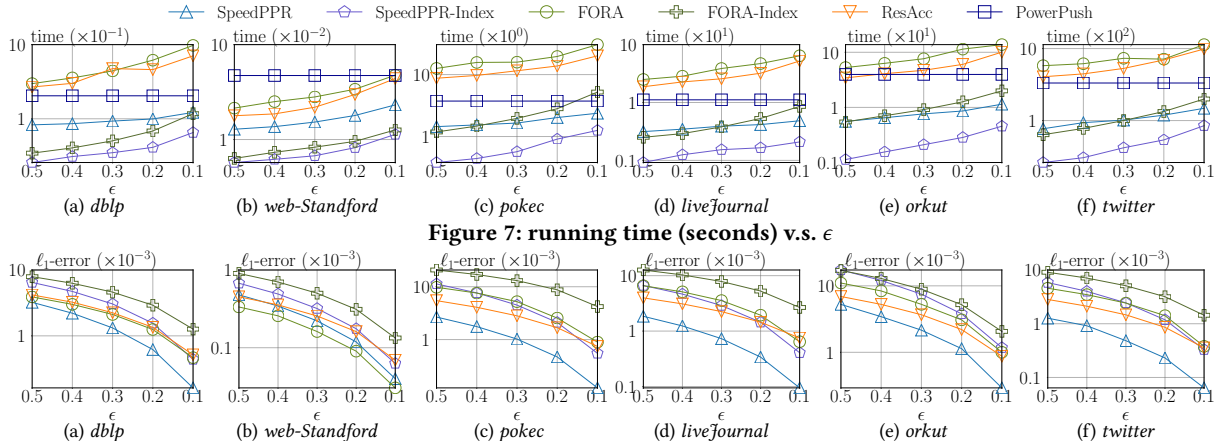 SpeedPPR SpeedPPR-Index FORA FORA-Index ResAcc PowerPush
time (×10⁻¹) time (×10⁻²) time (×10⁰) time (×10¹) time (×10¹) time (×10²)
10 10 10 10 10 10
1 1 1 1 1 1
0.1 0.1
0.5 0.4 0.3 0.2 0.1 0.5 0.4 0.3 0.2 0.1 0.5 0.4 0.3 0.2 0.1 0.5 0.4 0.3 0.2 0.1 0.5 0.4 0.3 0.2 0.1 0.5 0.4 0.3 0.2 0.1
ϵ ϵ ϵ ϵ ϵ ϵ
(a) dblp (b) web-Standford (c) pokec (d) liveJournal (e) orkut (f) twitter
Figure 7: running time (seconds) v.s. ϵ
ℓ₁-error (×10⁻³) ℓ₁-error (×10⁻³) ℓ₁-error (×10⁻³) ℓ₁-error (×10⁻³) ℓ₁-error (×10⁻³) ℓ₁-error (×10⁻³)
10 1 10 10 10 10
1 0.1 1 1 1 1
0.1 0.1
0.5 0.4 0.3 0.2 0.1 0.5 0.4 0.3 0.2 0.1 0.5 0.4 0.3 0.2 0.1 0.5 0.4 0.3 0.2 0.1 0.5 0.4 0.3 0.2 0.1 0.5 0.4 0.3 0.2 0.1
ϵ ϵ ϵ ϵ ϵ ϵ
(a) dblp (b) web-Standford (c) pokec (d) liveJournal (e) orkut (f) twitter